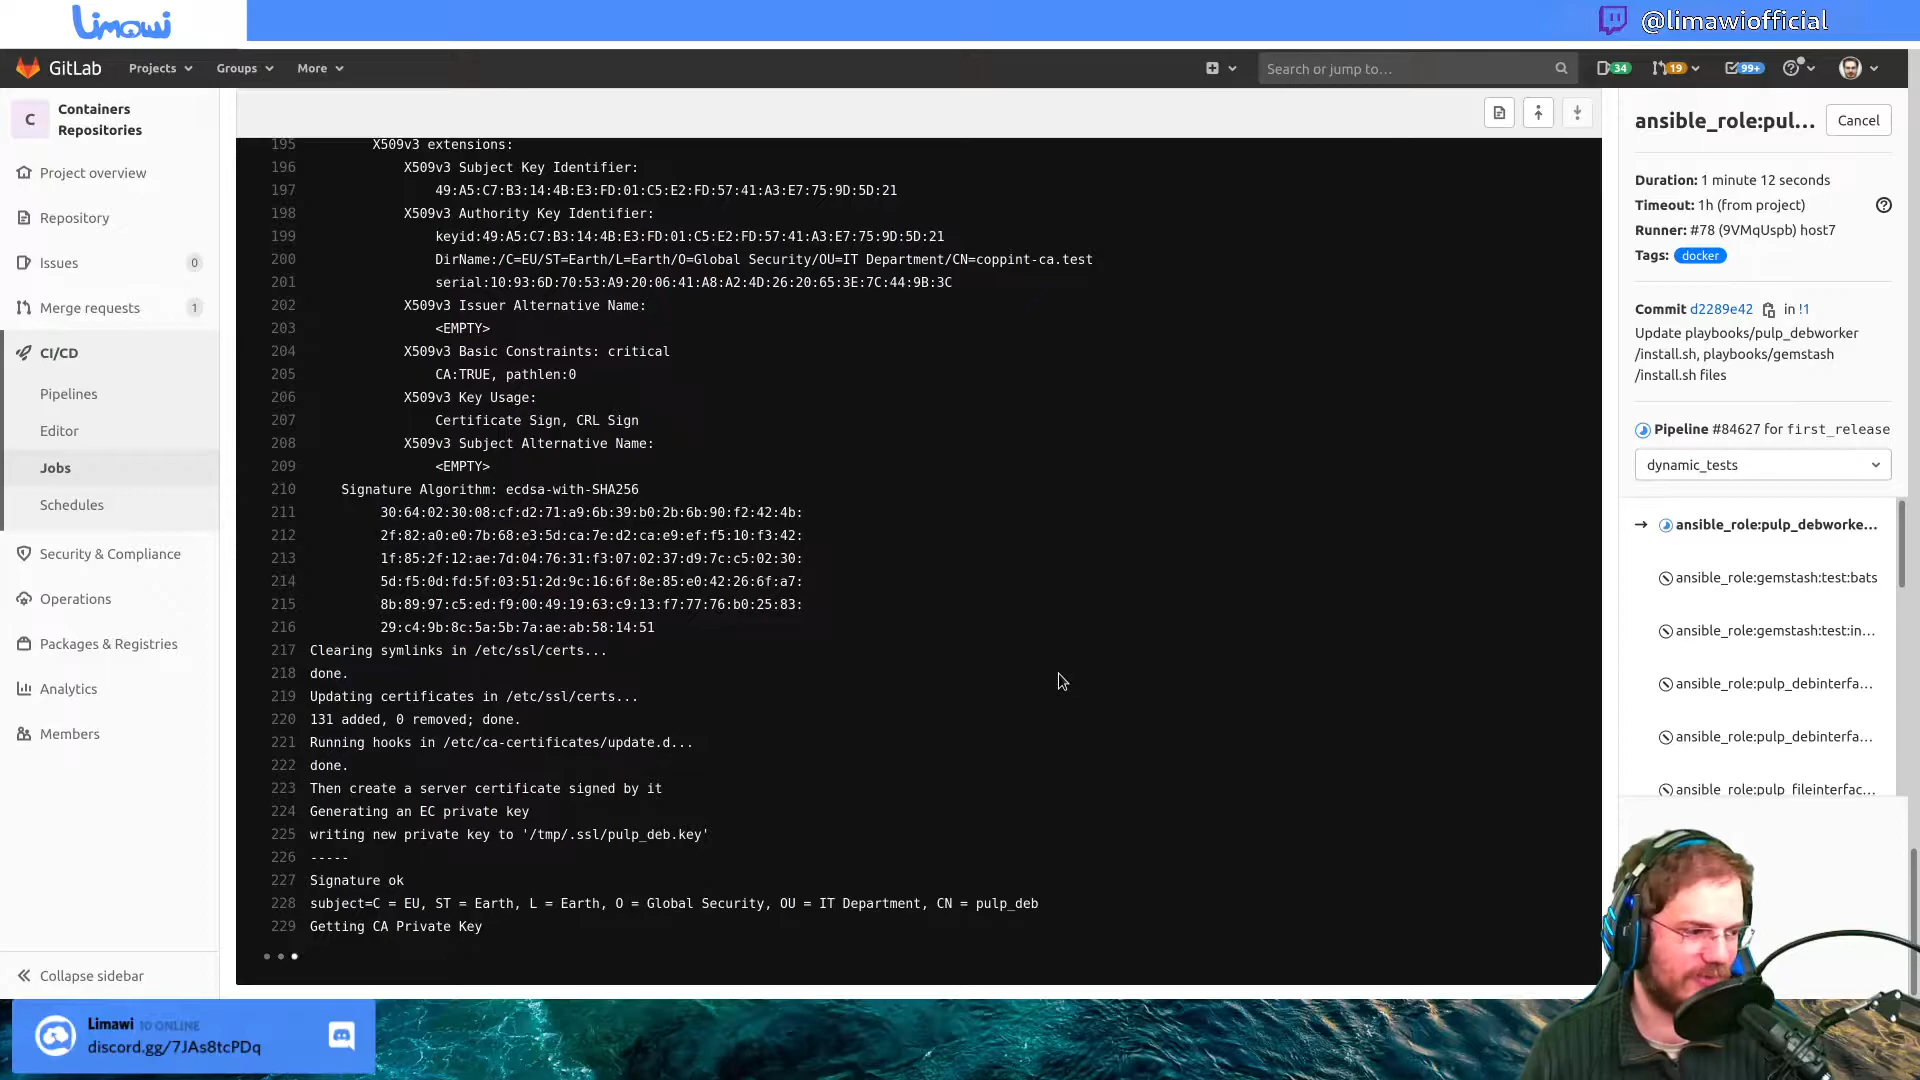 Limawi
@limawiofficial
GitLab
Projects
Groups
More
Search or jump to...
34
19
99+
C
Containers
Repositories
Project overview
Repository
Issues
0
Merge requests
1
CI/CD
Pipelines
Editor
Jobs
Schedules
Security & Compliance
Operations
Packages & Registries
Analytics
Members
Collapse sidebar
195 X509v3 extensions:
196 X509v3 Subject Key Identifier:
197 49:A5:C7:B3:14:4B:E3:FD:01:C5:E2:FD:57:41:A3:E7:75:9D:5D:21
198 X509v3 Authority Key Identifier:
199 keyid:49:A5:C7:B3:14:4B:E3:FD:01:C5:E2:FD:57:41:A3:E7:75:9D:5D:21
200 DirName:/C=EU/ST=Earth/L=Earth/O=Global Security/OU=IT Department/CN=coppint-ca.test
201 serial:10:93:6D:70:53:A9:20:06:41:A8:A2:4D:26:20:65:3E:7C:44:9B:3C
202 X509v3 Issuer Alternative Name:
203 <EMPTY>
204 X509v3 Basic Constraints: critical
205 CA:TRUE, pathlen:0
206 X509v3 Key Usage:
207 Certificate Sign, CRL Sign
208 X509v3 Subject Alternative Name:
209 <EMPTY>
210 Signature Algorithm: ecdsa-with-SHA256
211 30:64:02:30:08:cf:d2:71:a9:6b:39:b0:2b:6b:90:f2:42:4b:
212 2f:82:a0:e0:7b:68:e3:5d:ca:7e:d2:ca:e9:ef:f5:10:f3:42:
213 1f:85:2f:12:ae:7d:04:76:31:f3:07:02:37:d9:7c:c5:02:30:
214 5d:f5:0d:fd:5f:03:51:2d:9c:16:6f:8e:85:e0:42:26:6f:a7:
215 8b:89:97:c5:ed:f9:00:49:19:63:c9:13:f7:77:76:b0:25:83:
216 29:c4:9b:8c:5a:5b:7a:ae:ab:58:14:51
217 Clearing symlinks in /etc/ssl/certs...
218 done.
219 Updating certificates in /etc/ssl/certs...
220 131 added, 0 removed; done.
221 Running hooks in /etc/ca-certificates/update.d...
222 done.
223 Then create a server certificate signed by it
224 Generating an EC private key
225 writing new private key to '/tmp/.ssl/pulp_deb.key'
226 -----
227 Signature ok
228 subject=C = EU, ST = Earth, L = Earth, O = Global Security, OU = IT Department, CN = pulp_deb
229 Getting CA Private Key
ansible_role:pul...
Cancel
Duration: 1 minute 12 seconds
Timeout: 1h (from project)
Runner: #78 (9VMqUspb) host7
Tags: docker
Commit d2289e42 in !1
Update playbooks/pulp_debworker
/install.sh, playbooks/gemstash
/install.sh files
Pipeline #84627 for first_release
dynamic_tests
→ ansible_role:pulp_debworke...
ansible_role:gemstash:test:bats
ansible_role:gemstash:test:in...
ansible_role:pulp_debinterfa...
ansible_role:pulp_debinterfa...
ansible_role:pulp_fileinterfac...
Limawi 10 ONLINE
discord.gg/7JAs8tcPDq